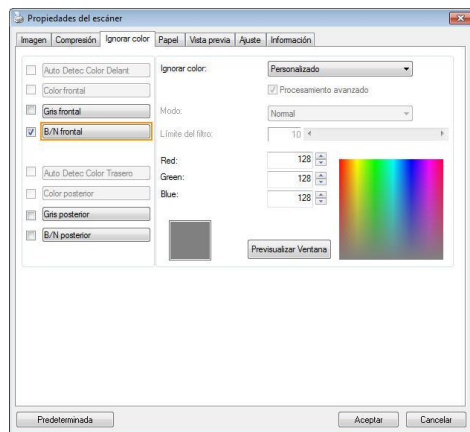 Propiedades del escáner
Imagen Compresión Ignorar color Papel Vista previa Ajuste Información
Auto Detec Color Delant
Color frontal
Gris frontal
B/N frontal
Auto Detec Color Trasero
Color posterior
Gris posterior
B/N posterior
Ignorar color: Personalizado
Procesamiento avanzado
Modo: Normal
Límite del filtro: 10
Red: 128
Green: 128
Blue: 128
Previsualizar Ventana
Predeterminada Aceptar Cancelar